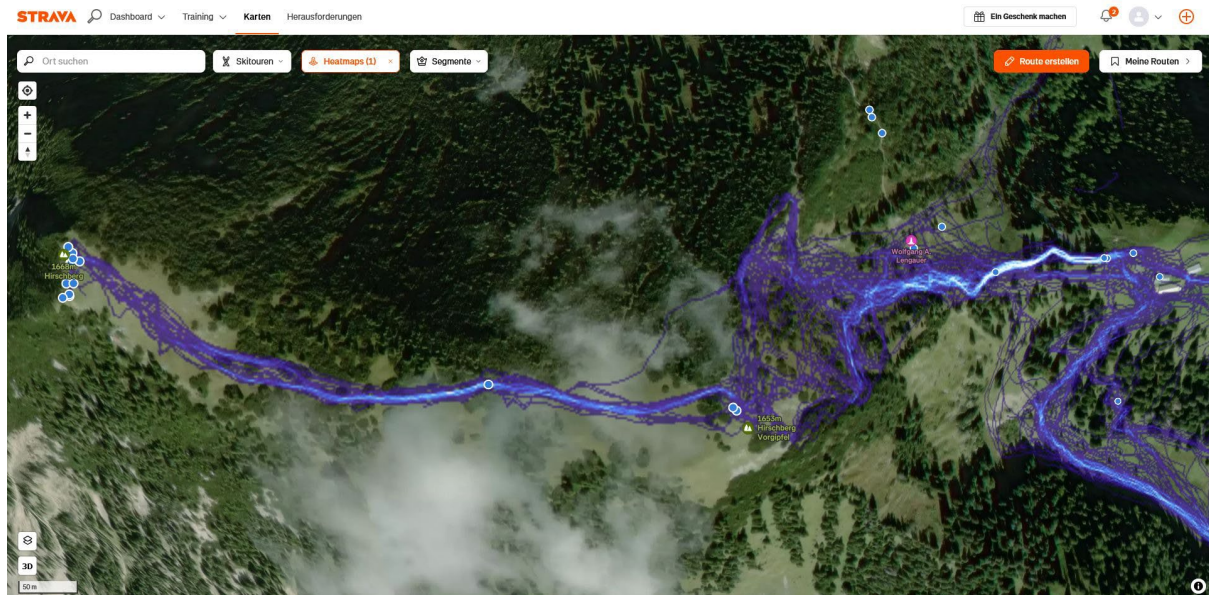 STRAVA
Dashboard
Training
Karten
Herausforderungen
Ein Geschenk machen
2
Ort suchen
Skitouren
Heatmaps (1)
Segmente
Route erstellen
Meine Routen
Wolfgang A.
Lengauer
1668m
Hirschberg
1653m
Hirschberg
Vorgipfel
3D
50 m